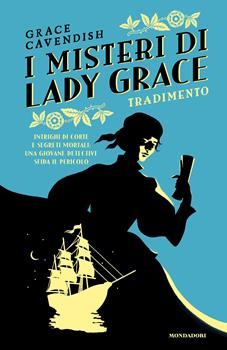 GRACE
CAVENDISH
I MISTERI DI
LADY GRACE
TRADIMENTO
INTRIGHI DI CORTE
E SEGRETI MORTALI:
UNA GIOVANE DETECTIVE
SFIDA IL PERICOLO
MONDADORI